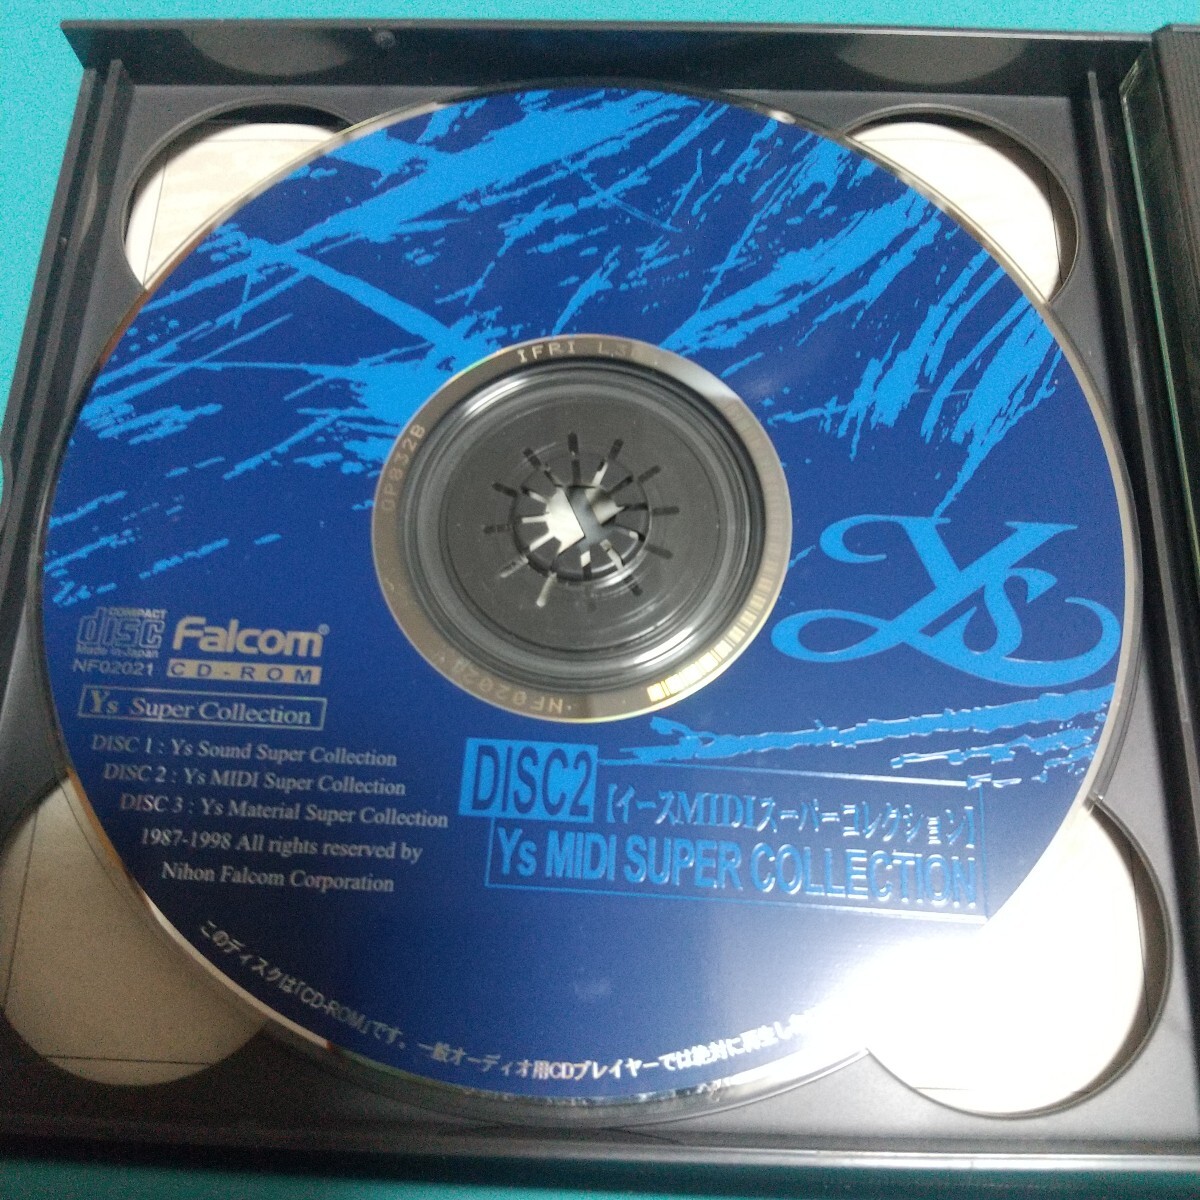 IFRI L3
OP832B
NF02021
Ys
COMPACT
disc
Made in Japan
NF02021
Falcom®
CD-ROM
Ys Super Collection
DISC 1 : Ys Sound Super Collection
DISC 2 : Ys MIDI Super Collection
DISC 3 : Ys Material Super Collection
1987-1998 All rights reserved by
Nihon Falcom Corporation
DISC2
【イースMIDIスーパーコレクション】
Ys MIDI SUPER COLLECTION
このディスクは「CD-ROM」です。一般オーディオ用CDプレイヤーでは絶対に再生しな